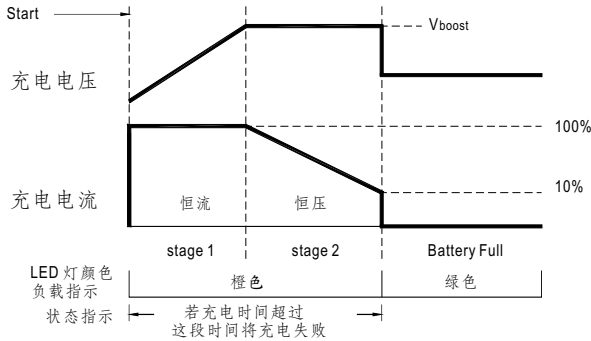 Start
Vboost
充电电压
100%
充电电流
10%
恒流
恒压
stage 1
stage 2
Battery Full
LED 灯颜色
负载指示
橙色
绿色
状态指示
若充电时间超过
这段时间将充电失败